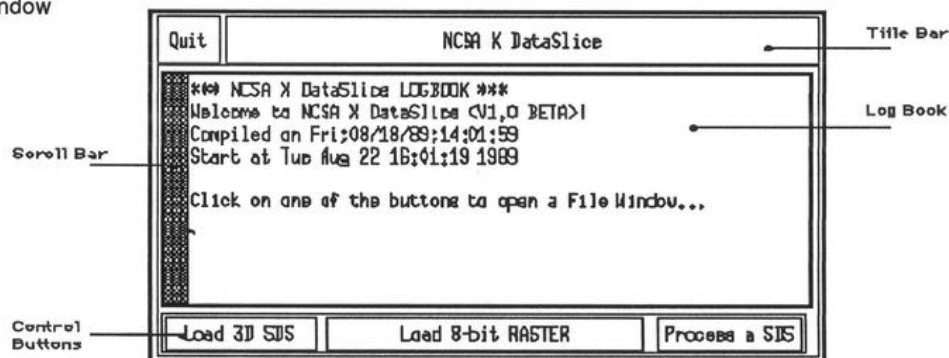 ndow
Quit
NCSA X DataSlice
Title Bar
*** NCSA X DataSlice LOGBOOK ***
Welcome to NCSA X DataSlice (V1.0 BETA)!
Compiled on Fri;08/18/89;14:01:59
Log Book
Start at Tue Aug 22 16:01:19 1989
Scroll Bar
Click on one of the buttons to open a File Window...
Control Buttons
Load 3D SDS
Load 8-bit RASTER
Process a SDS